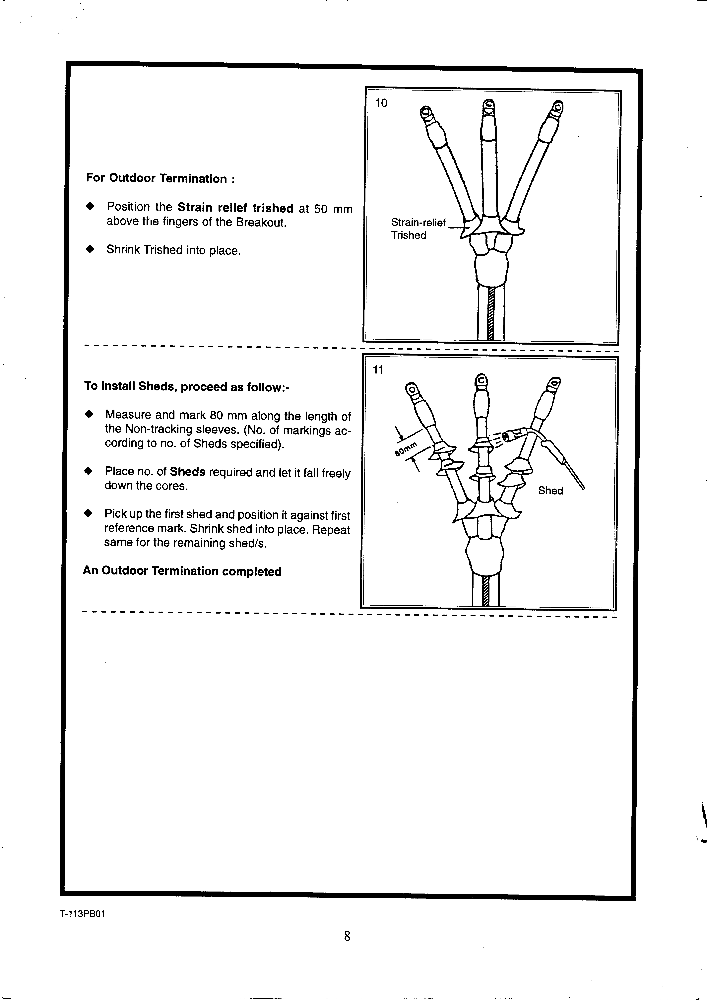 10
For Outdoor Termination :
◆ Position the Strain relief trished at 50 mm
above the fingers of the Breakout.
◆ Shrink Trished into place.
Strain-relief
Trished
11
To install Sheds, proceed as follow:-
◆ Measure and mark 80 mm along the length of
the Non-tracking sleeves. (No. of markings ac-
cording to no. of Sheds specified).
◆ Place no. of Sheds required and let it fall freely
down the cores.
◆ Pick up the first shed and position it against first
reference mark. Shrink shed into place. Repeat
same for the remaining shed/s.
An Outdoor Termination completed
80mm
Shed
T-113PB01
8